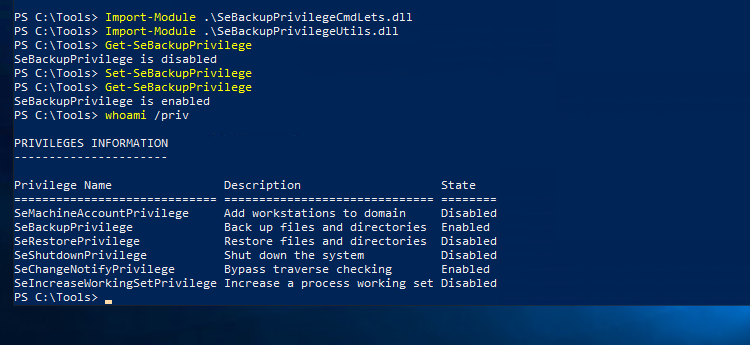 PS C:\Tools> Import-Module .\SeBackupPrivilegeCmdLets.dll
PS C:\Tools> Import-Module .\SeBackupPrivilegeUtils.dll
PS C:\Tools> Get-SeBackupPrivilege
SeBackupPrivilege is disabled
PS C:\Tools> Set-SeBackupPrivilege
PS C:\Tools> Get-SeBackupPrivilege
SeBackupPrivilege is enabled
PS C:\Tools> whoami /priv

PRIVILEGES INFORMATION
----------------------

Privilege Name                Description                    State
============================= ============================== ========
SeMachineAccountPrivilege     Add workstations to domain     Disabled
SeBackupPrivilege             Back up files and directories  Enabled
SeRestorePrivilege            Restore files and directories  Disabled
SeShutdownPrivilege           Shut down the system           Disabled
SeChangeNotifyPrivilege       Bypass traverse checking       Enabled
SeIncreaseWorkingSetPrivilege Increase a process working set Disabled
PS C:\Tools>